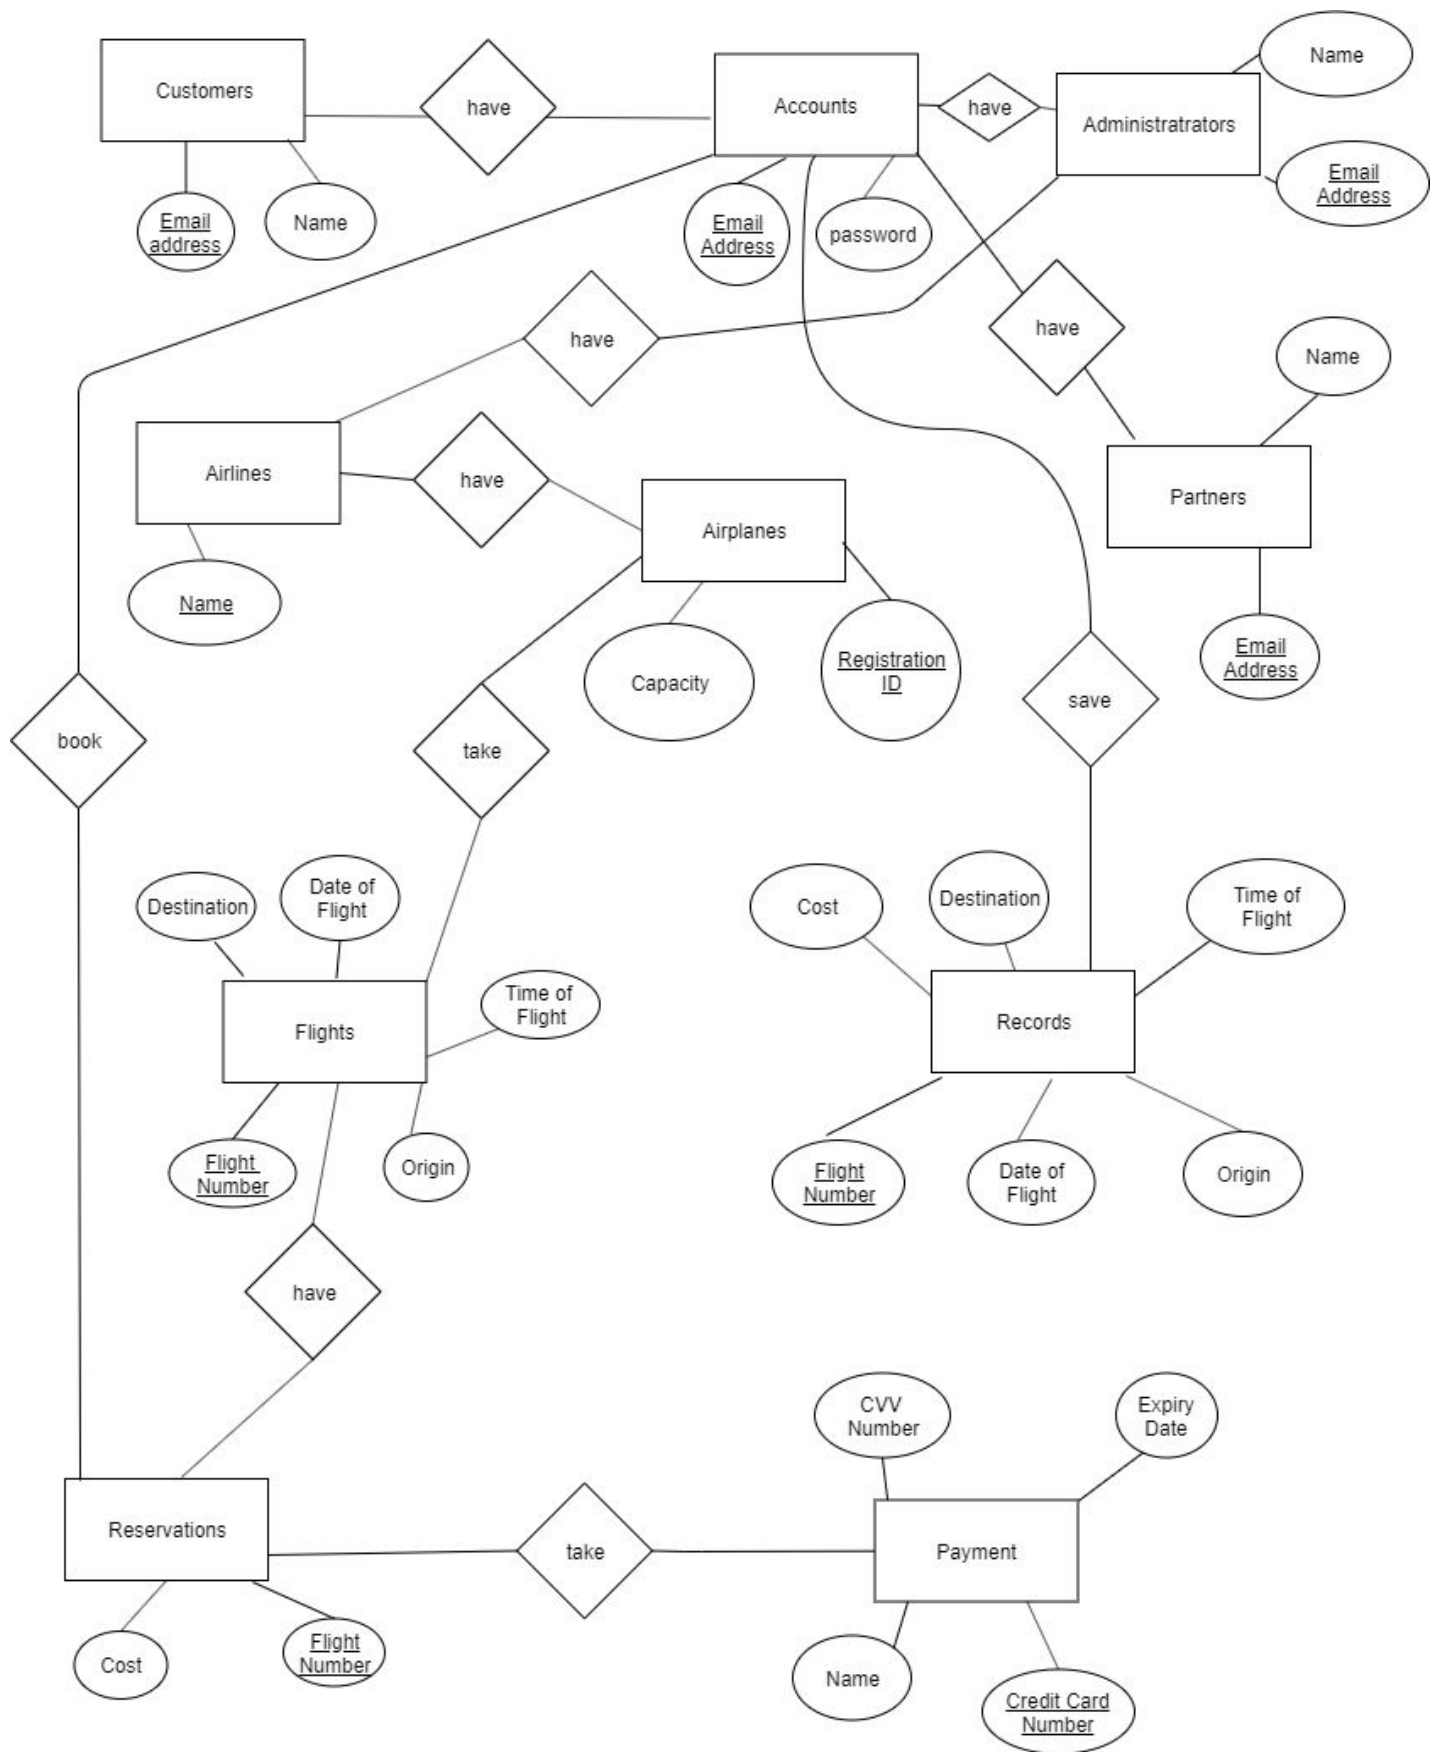 Name
Customers
have
Accounts
have
Administratrators
Email
Address
Email
address
Name
Email
Address
password
have
have
Name
Airlines
have
Airplanes
Partners
Name
Capacity
Registration
ID
Email
Address
book
take
save
Destination
Date of
Flight
Cost
Destination
Time of
Flight
Flights
Time of
Flight
Records
Flight
Number
Origin
Flight
Number
Date of
Flight
Origin
have
CVV
Number
Expiry
Date
Reservations
take
Payment
Cost
Flight
Number
Name
Credit Card
Number